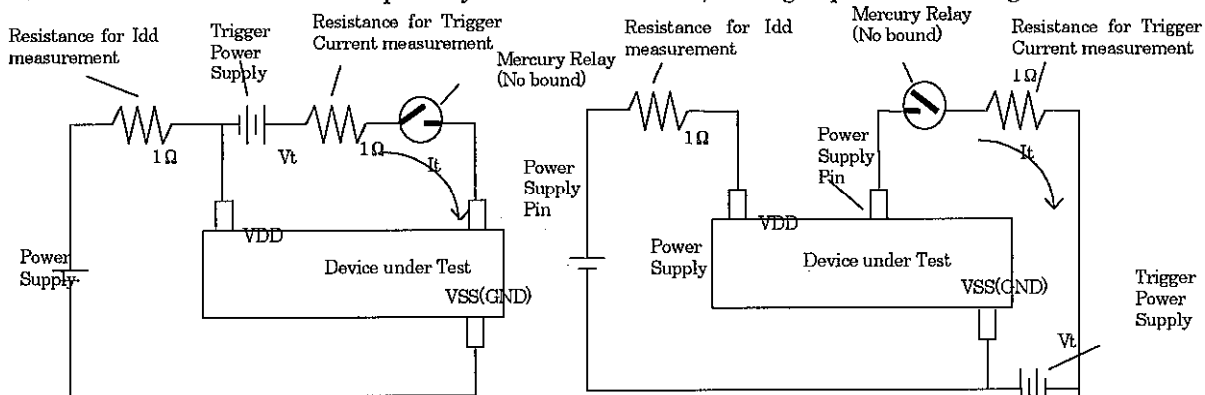 Resistance for Idd
measurement
Trigger
Power
Supply
Resistance for Trigger
Current measurement
Mercury Relay
(No bound)
1Ω
Vt
1Ω
It
VDD
Power
Supply
Device under Test
VSS(GND)
Resistance for Idd
measurement
Mercury Relay
(No bound)
Resistance for Trigger
Current measurement
1Ω
1Ω
It
Power
Supply
Pin
Power
Supply
Pin
VDD
Power
Supply
Device under Test
VSS(GND)
Trigger
Power
Supply
Vt